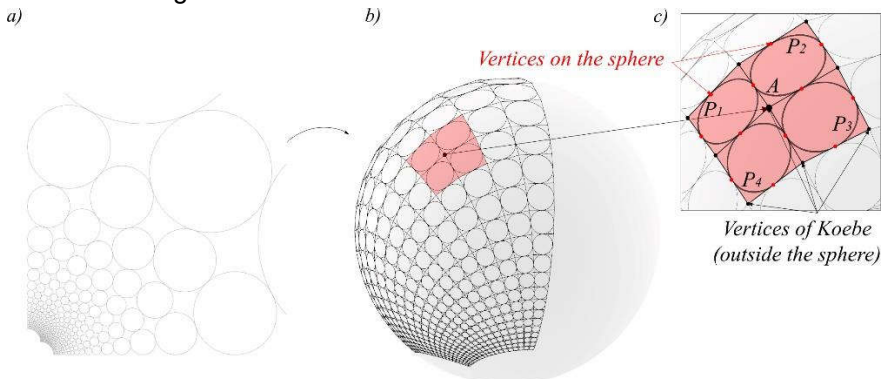 a)
b)
c)
Vertices on the sphere
P2
P1
A
P3
P4
Vertices of Koebe
(outside the sphere)